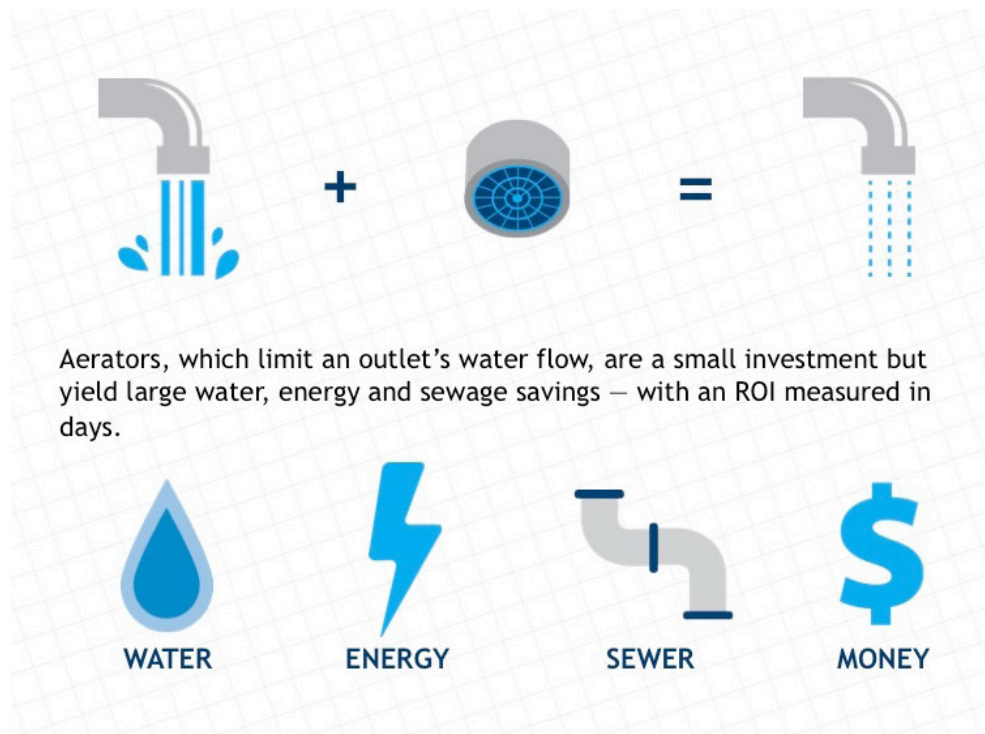 + =
Aerators, which limit an outlet’s water flow, are a small investment but
yield large water, energy and sewage savings — with an ROI measured in
days.
$
WATER ENERGY SEWER MONEY